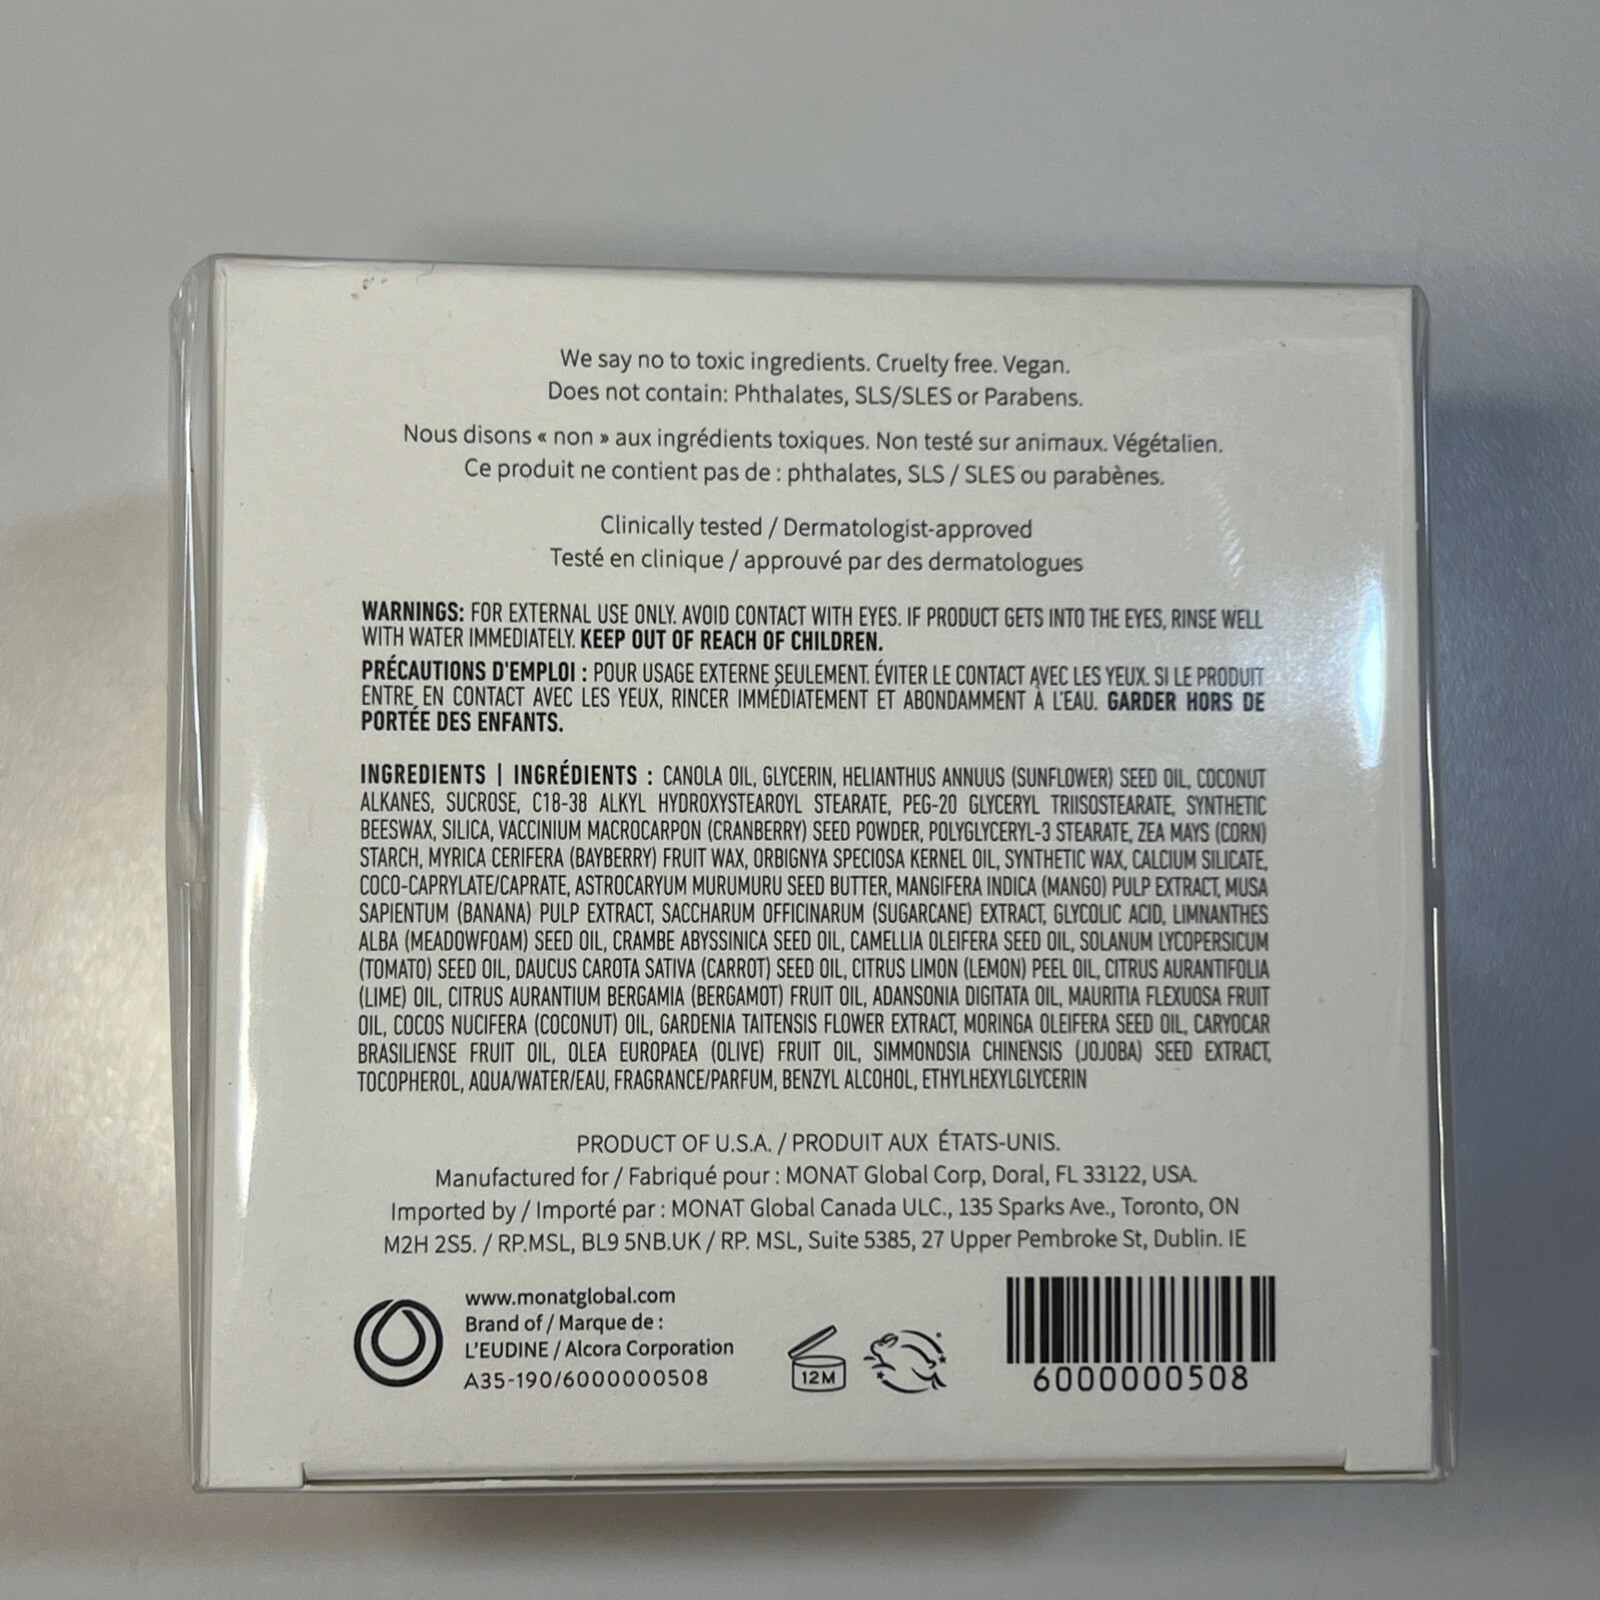 We say no to toxic ingredients. Cruelty free. Vegan.
Does not contain: Phthalates, SLS/SLES or Parabens.
Nous disons « non » aux ingrédients toxiques. Non testé sur animaux. Végétalien.
Ce produit ne contient pas de : phthalates, SLS / SLES ou parabènes.
Clinically tested / Dermatologist-approved
Testé en clinique / approuvé par des dermatologues
WARNINGS: FOR EXTERNAL USE ONLY. AVOID CONTACT WITH EYES. IF PRODUCT GETS INTO THE EYES, RINSE WELL
WITH WATER IMMEDIATELY. KEEP OUT OF REACH OF CHILDREN.
PRÉCAUTIONS D'EMPLOI : POUR USAGE EXTERNE SEULEMENT. ÉVITER LE CONTACT AVEC LES YEUX. SI LE PRODUIT
ENTRE EN CONTACT AVEC LES YEUX, RINCER IMMÉDIATEMENT ET ABONDAMMENT À L'EAU. GARDER HORS DE
PORTÉE DES ENFANTS.
INGREDIENTS | INGRÉDIENTS : CANOLA OIL, GLYCERIN, HELIANTHUS ANNUUS (SUNFLOWER) SEED OIL, COCONUT
ALKANES, SUCROSE, C18-38 ALKYL HYDROXYSTEAROYL STEARATE, PEG-20 GLYCERYL TRIISOSTEARATE, SYNTHETIC
BEESWAX, SILICA, VACCINIUM MACROCARPON (CRANBERRY) SEED POWDER, POLYGLYCERYL-3 STEARATE, ZEA MAYS (CORN)
STARCH, MYRICA CERIFERA (BAYBERRY) FRUIT WAX, ORBIGNYA SPECIOSA KERNEL OIL, SYNTHETIC WAX, CALCIUM SILICATE,
COCO-CAPRYLATE/CAPRATE, ASTROCARYUM MURUMURU SEED BUTTER, MANGIFERA INDICA (MANGO) PULP EXTRACT, MUSA
SAPIENTUM (BANANA) PULP EXTRACT, SACCHARUM OFFICINARUM (SUGARCANE) EXTRACT, GLYCOLIC ACID, LIMNANTHES
ALBA (MEADOWFOAM) SEED OIL, CRAMBE ABYSSINICA SEED OIL, CAMELLIA OLEIFERA SEED OIL, SOLANUM LYCOPERSICUM
(TOMATO) SEED OIL, DAUCUS CAROTA SATIVA (CARROT) SEED OIL, CITRUS LIMON (LEMON) PEEL OIL, CITRUS AURANTIFOLIA
(LIME) OIL, CITRUS AURANTIUM BERGAMIA (BERGAMOT) FRUIT OIL, ADANSONIA DIGITATA OIL, MAURITIA FLEXUOSA FRUIT
OIL, COCOS NUCIFERA (COCONUT) OIL, GARDENIA TAITENSIS FLOWER EXTRACT, MORINGA OLEIFERA SEED OIL, CARYOCAR
BRASILIENSE FRUIT OIL, OLEA EUROPAEA (OLIVE) FRUIT OIL, SIMMONDSIA CHINENSIS (JOJOBA) SEED EXTRACT,
TOCOPHEROL, AQUA/WATER/EAU, FRAGRANCE/PARFUM, BENZYL ALCOHOL, ETHYLHEXYLGLYCERIN
PRODUCT OF U.S.A. / PRODUIT AUX ÉTATS-UNIS.
Manufactured for / Fabriqué pour : MONAT Global Corp, Doral, FL 33122, USA.
Imported by / Importé par : MONAT Global Canada ULC., 135 Sparks Ave., Toronto, ON
M2H 2S5. / RP.MSL, BL9 5NB.UK / RP. MSL, Suite 5385, 27 Upper Pembroke St, Dublin. IE
www.monatglobal.com
Brand of / Marque de :
L'EUDINE / Alcora Corporation
A35-190/6000000508
12M
6000000508